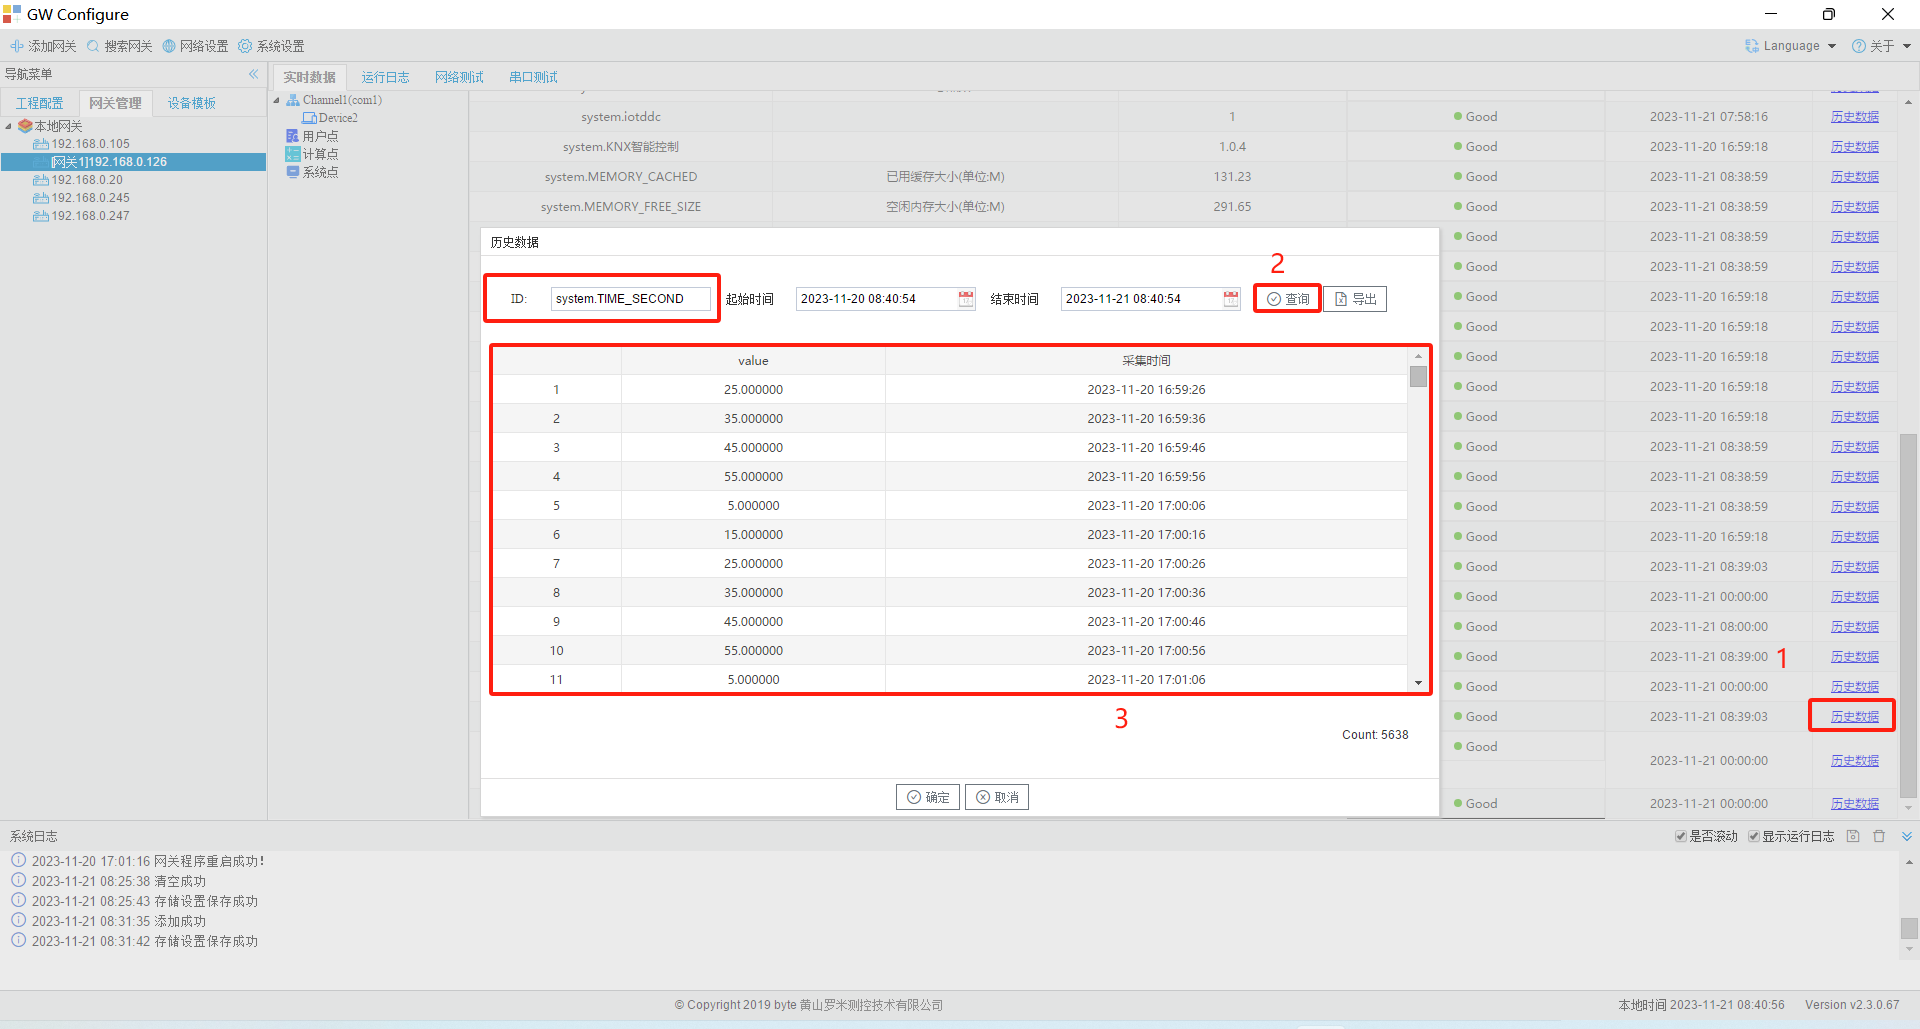 GW Configure
添加网关 搜索网关 网络设置 系统设置 Language 关于
导航菜单
工程配置 网关管理 设备模板
本地网关
192.168.0.105
[网关1]192.168.0.126
192.168.0.20
192.168.0.245
192.168.0.247
实时数据 运行日志 网络测试 串口测试
Channel1(com1)
Device2
用户点
计算点
系统点
system.iotddc 1 Good 2023-11-21 07:58:16 历史数据
system.KNX智能控制 1.0.4 Good 2023-11-20 16:59:18 历史数据
system.MEMORY_CACHED 已用缓存大小(单位:M) 131.23 Good 2023-11-21 08:38:59 历史数据
system.MEMORY_FREE_SIZE 空闲内存大小(单位:M) 291.65 Good 2023-11-21 08:38:59 历史数据
Good 2023-11-21 08:38:59 历史数据
Good 2023-11-21 08:38:59 历史数据
Good 2023-11-20 16:59:18 历史数据
Good 2023-11-20 16:59:18 历史数据
Good 2023-11-20 16:59:18 历史数据
Good 2023-11-20 16:59:18 历史数据
Good 2023-11-20 16:59:18 历史数据
Good 2023-11-21 08:38:59 历史数据
Good 2023-11-21 08:38:59 历史数据
Good 2023-11-21 08:38:59 历史数据
Good 2023-11-20 16:59:18 历史数据
Good 2023-11-21 08:39:03 历史数据
Good 2023-11-21 00:00:00 历史数据
Good 2023-11-21 08:00:00 历史数据
Good 2023-11-21 08:39:00 1 历史数据
Good 2023-11-21 00:00:00 历史数据
Good 2023-11-21 08:39:03 历史数据
Good 2023-11-21 00:00:00 历史数据
Good 2023-11-21 00:00:00 历史数据
历史数据
2
ID: system.TIME_SECOND 起始时间 2023-11-20 08:40:54 结束时间 2023-11-21 08:40:54 查询 导出
value 采集时间
1 25.000000 2023-11-20 16:59:26
2 35.000000 2023-11-20 16:59:36
3 45.000000 2023-11-20 16:59:46
4 55.000000 2023-11-20 16:59:56
5 5.000000 2023-11-20 17:00:06
6 15.000000 2023-11-20 17:00:16
7 25.000000 2023-11-20 17:00:26
8 35.000000 2023-11-20 17:00:36
9 45.000000 2023-11-20 17:00:46
10 55.000000 2023-11-20 17:00:56
11 5.000000 2023-11-20 17:01:06
3
Count: 5638
确定 取消
系统日志 是否滚动 显示运行日志
2023-11-20 17:01:16 网关程序重启成功!
2023-11-21 08:25:38 清空成功
2023-11-21 08:25:43 存储设置保存成功
2023-11-21 08:31:35 添加成功
2023-11-21 08:31:42 存储设置保存成功
© Copyright 2019 byte 黄山罗米测控技术有限公司 本地时间 2023-11-21 08:40:56 Version v2.3.0.67